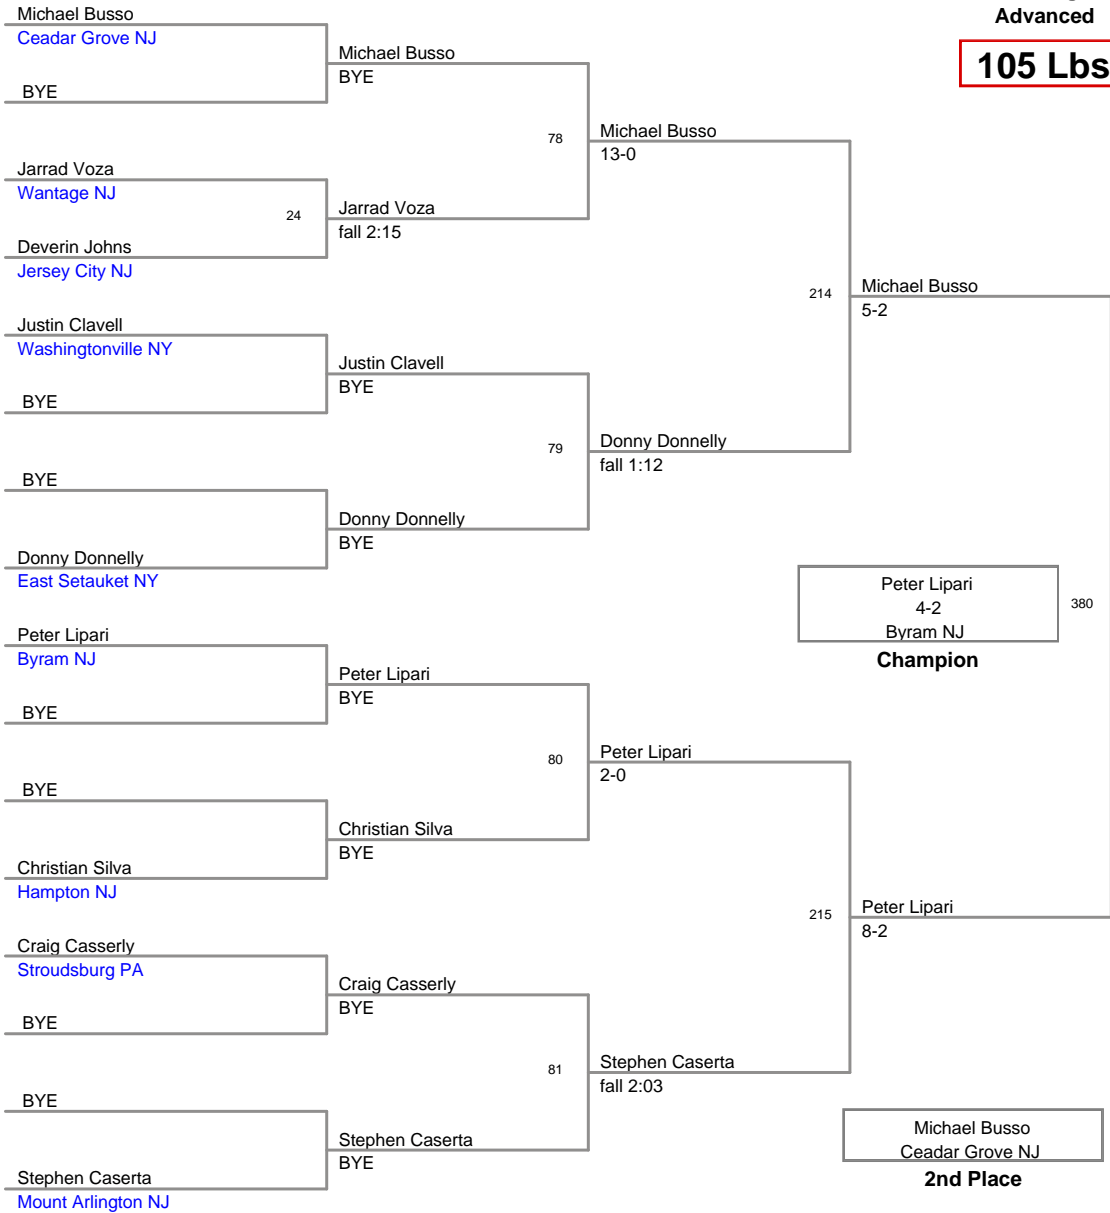 Advanced
105 Lbs
Michael Busso
Ceadar Grove NJ
BYE
Jarrad Voza
Wantage NJ
24
Deverin Johns
Jersey City NJ
Justin Clavell
Washingtonville NY
BYE
BYE
Donny Donnelly
East Setauket NY
Peter Lipari
Byram NJ
BYE
BYE
Christian Silva
Hampton NJ
Craig Casserly
Stroudsburg PA
BYE
BYE
Stephen Caserta
Mount Arlington NJ
Michael Busso
BYE
78
Jarrad Voza
fall 2:15
Justin Clavell
BYE
79
Donny Donnelly
BYE
Peter Lipari
BYE
80
Christian Silva
BYE
Craig Casserly
BYE
81
Stephen Caserta
BYE
Michael Busso
13-0
214
Donny Donnelly
fall 1:12
Peter Lipari
2-0
215
Stephen Caserta
fall 2:03
Michael Busso
5-2
Peter Lipari
8-2
Peter Lipari
4-2
Byram NJ
380
Champion
Michael Busso
Ceadar Grove NJ
2nd Place